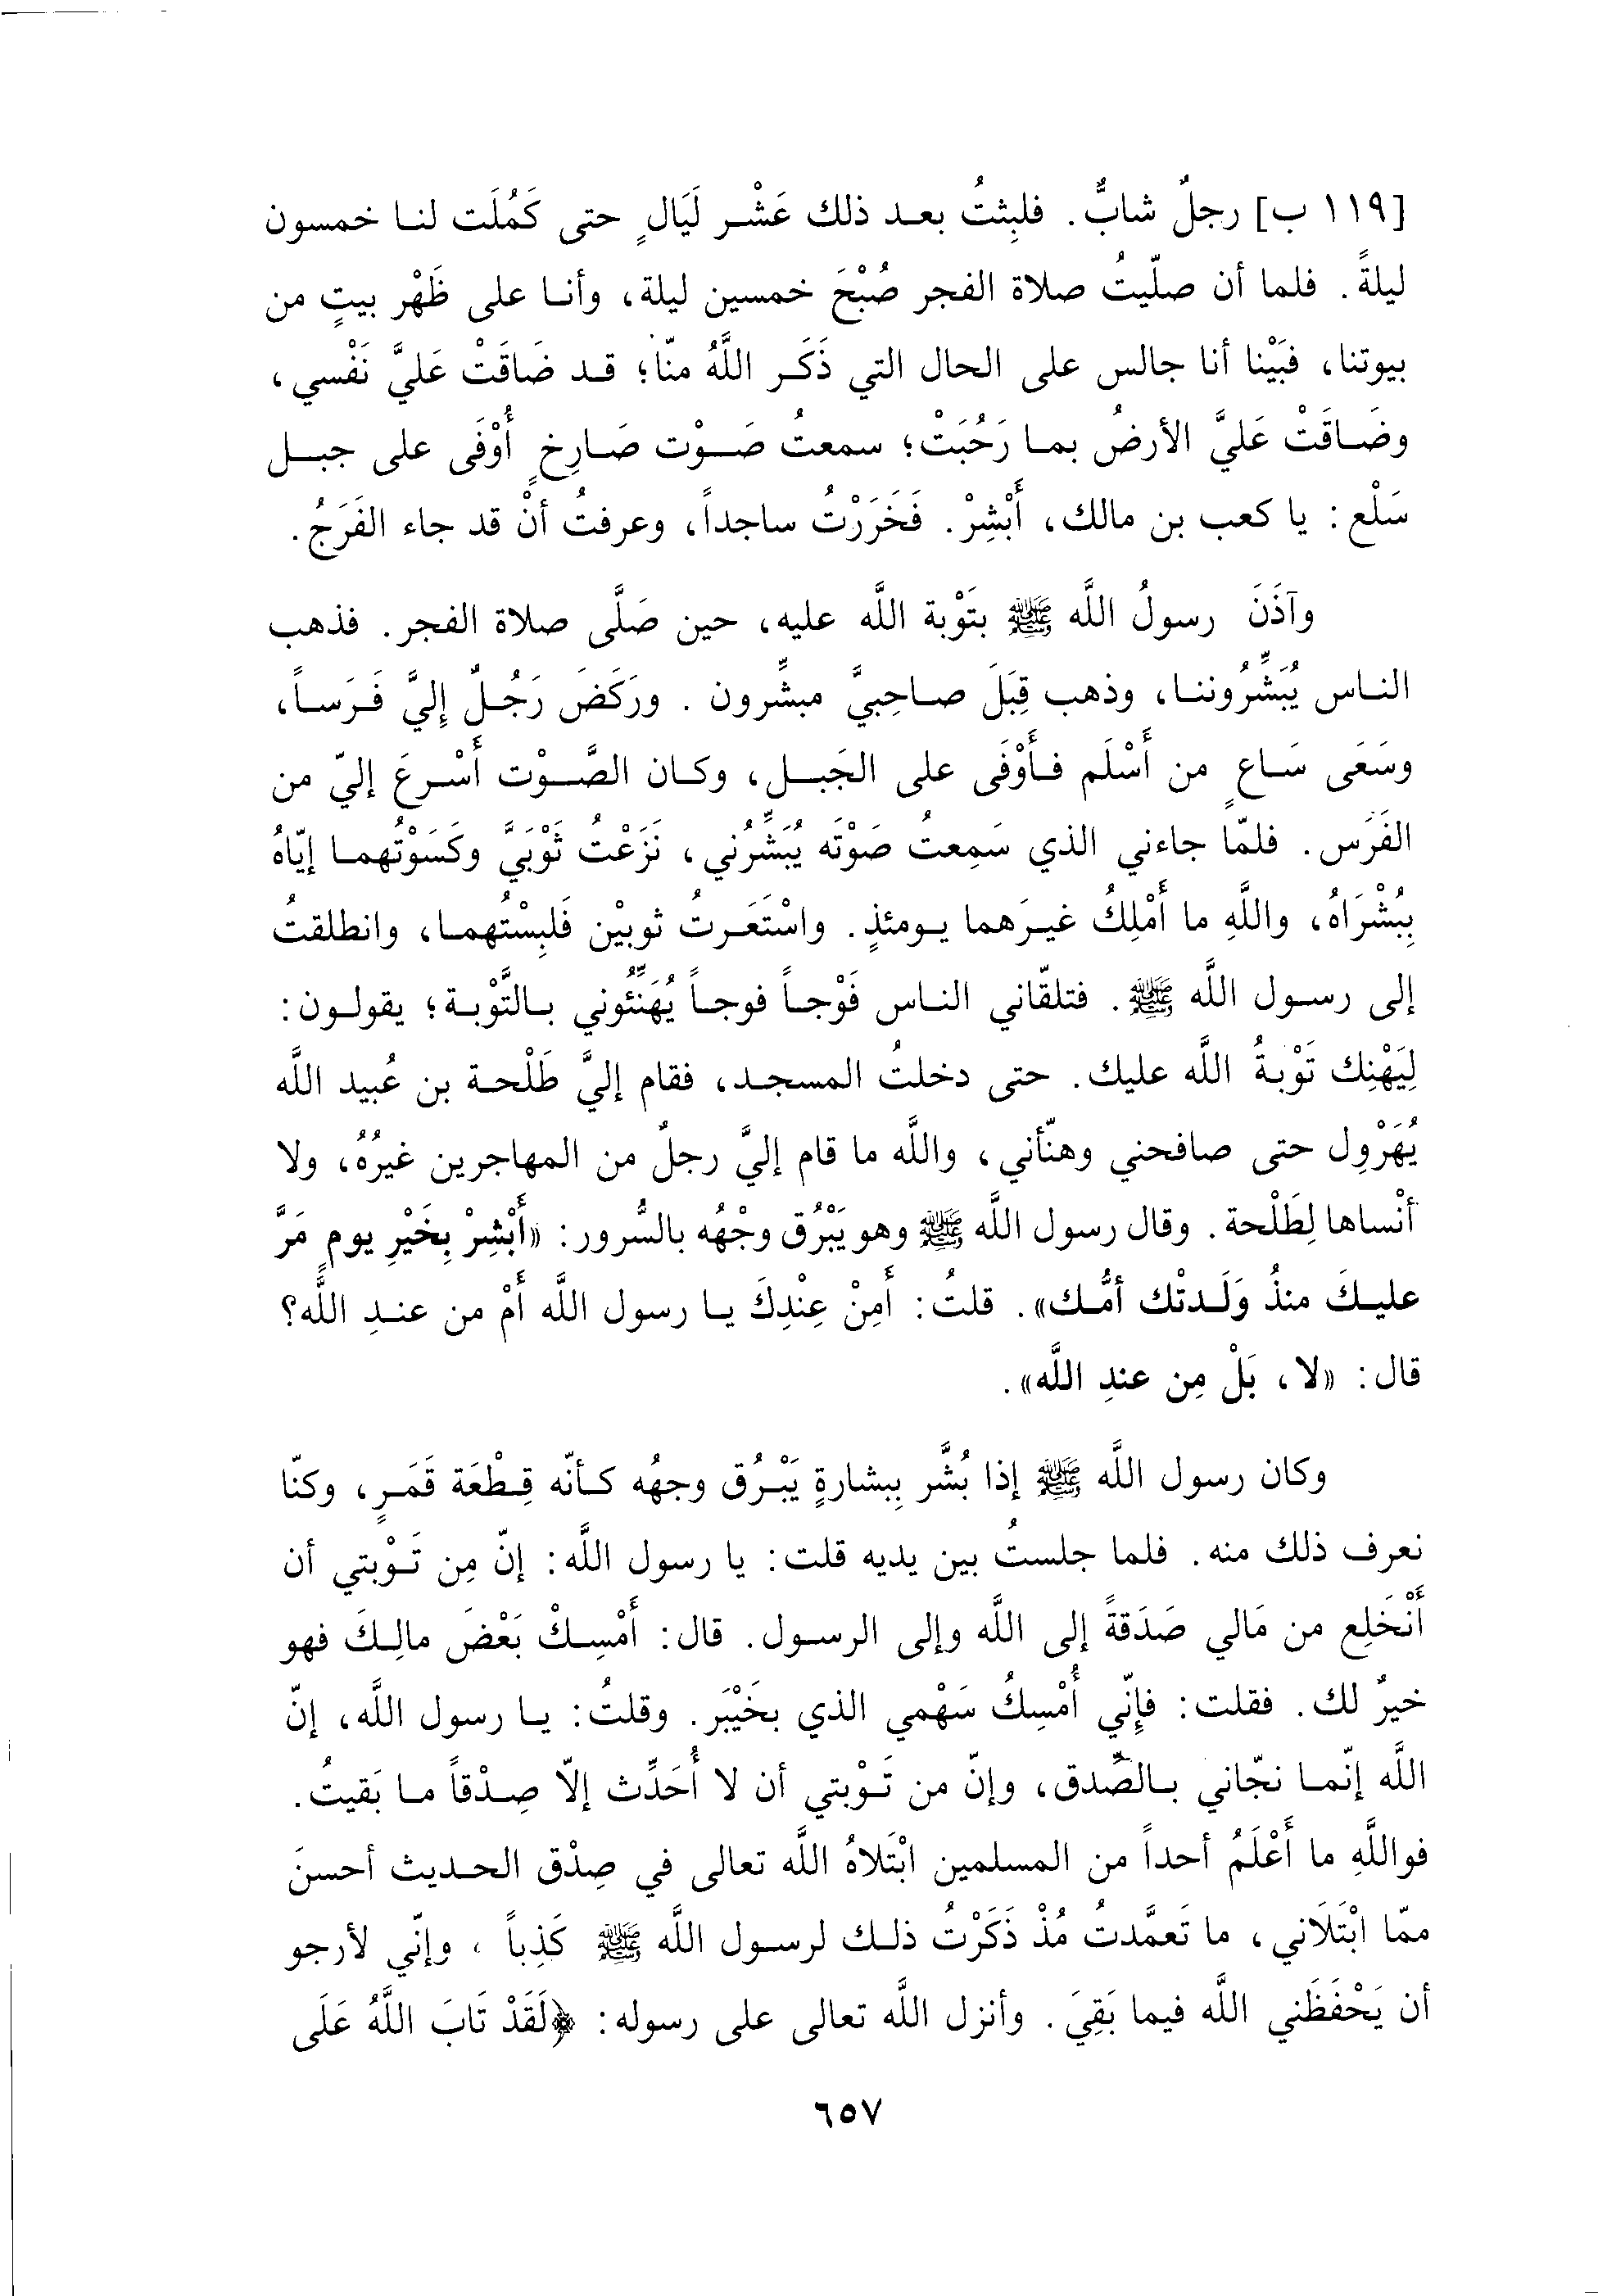 [١١٩ ب] رجلٌ شابٌّ. فلبِثتُ بعد ذلك عَشْر لَيَالٍ حتى كَمُلَت لنا خمسون
ليلةً. فلما أن صلّيتُ صلاة الفجر صُبْحَ خمسين ليلة، وأنا على ظَهْر بيتٍ من
بيوتنا، فبَيْنا أنا جالس على الحال التي ذَكَر اللَّهُ منّا؛ قد ضَاقَتْ عَليَّ نَفْسي،
وضَاقَتْ عَليَّ الأرضُ بما رَحُبَتْ؛ سمعتُ صَوْت صَارِخٍ أَوْفَى على جبل
سَلْع: يا كعب بن مالك، أَبْشِرْ. فَخَرَرْتُ ساجداً، وعرفتُ أنْ قد جاء الفَرَجُ.
وآذَنَ رسولُ اللَّه ﷺ بتَوْبة اللَّه عليه، حين صَلَّى صلاة الفجر. فذهب
الناس يُبَشِّرُوننا، وذهب قِبَلَ صاحِبيَّ مبشِّرون. ورَكَضَ رَجُلٌ إِليَّ فَرَساً،
وسَعَى سَاعٍ من أَسْلَم فأَوْفَى على الجَبل، وكان الصَّوْت أَسْرعَ إليّ من
الفَرَس. فلمّا جاءني الذي سَمِعتُ صَوْتَه يُبَشِّرُني، نَزَعْتُ ثَوْبَيَّ وكَسَوْتُهما إيّاهُ
بِبُشْرَاهُ، واللَّهِ ما أَمْلِكُ غيرَهما يومئذٍ. واسْتَعَرتُ ثوبيْن فَلبِسْتُهما، وانطلقتُ
إلى رسول اللَّه ﷺ. فتلقّاني الناس فَوْجاً فوجاً يُهَنِّئُوني بالتَّوْبة؛ يقولون:
لِيَهْنِك تَوْبةُ اللَّه عليك. حتى دخلتُ المسجد، فقام إليَّ طَلْحة بن عُبيد اللَّه
يُهَرْوِل حتى صافحني وهنّأني، واللَّه ما قام إليَّ رجلٌ من المهاجرين غيرُهُ، ولا
أنْساها لِطَلْحة. وقال رسول اللَّه ﷺ وهو يَبْرُق وجْهُه بالسُّرور: «أَبْشِرْ بِخَيْرِ يومٍ مَرَّ
عليكَ منذُ وَلَدتْك أمُّك». قلتُ: أَمِنْ عِنْدِكَ يا رسول اللَّه أَمْ من عندِ اللَّه؟
قال: «لا، بَلْ مِن عندِ اللَّه».
وكان رسول اللَّه ﷺ إذا بُشَّر بِبشارةٍ يَبْرُق وجهُه كأنّه قِطْعَة قَمَرٍ، وكنّا
نعرف ذلك منه. فلما جلستُ بين يديه قلت: يا رسول اللَّه: إنّ مِن تَوْبتي أن
أَنْخَلِع من مَالي صَدَقةً إلى اللَّه وإلى الرسول. قال: أَمْسِكْ بَعْضَ مالِكَ فهو
خيرٌ لك. فقلت: فإِنّي أُمْسِكُ سَهْمي الذي بخَيْبَر. وقلتُ: يا رسول اللَّه، إنّ
اللَّه إنّما نجّاني بالصِّدق، وإنّ من تَوْبتي أن لا أُحَدِّث إلاّ صِدْقاً ما بَقيتُ.
فواللَّهِ ما أَعْلَمُ أحداً من المسلمين ابْتَلاهُ اللَّه تعالى في صِدْق الحديث أحسنَ
ممّا ابْتَلَاني، ما تَعمَّدتُ مُذْ ذَكَرْتُ ذلك لرسول اللَّه ﷺ كَذِباً ، وإنّي لأرجو
أن يَحْفَظَني اللَّه فيما بَقِيَ. وأنزل اللَّه تعالى على رسوله: ﴿لَقَدْ تَابَ اللَّهُ عَلَى
٦٥٧